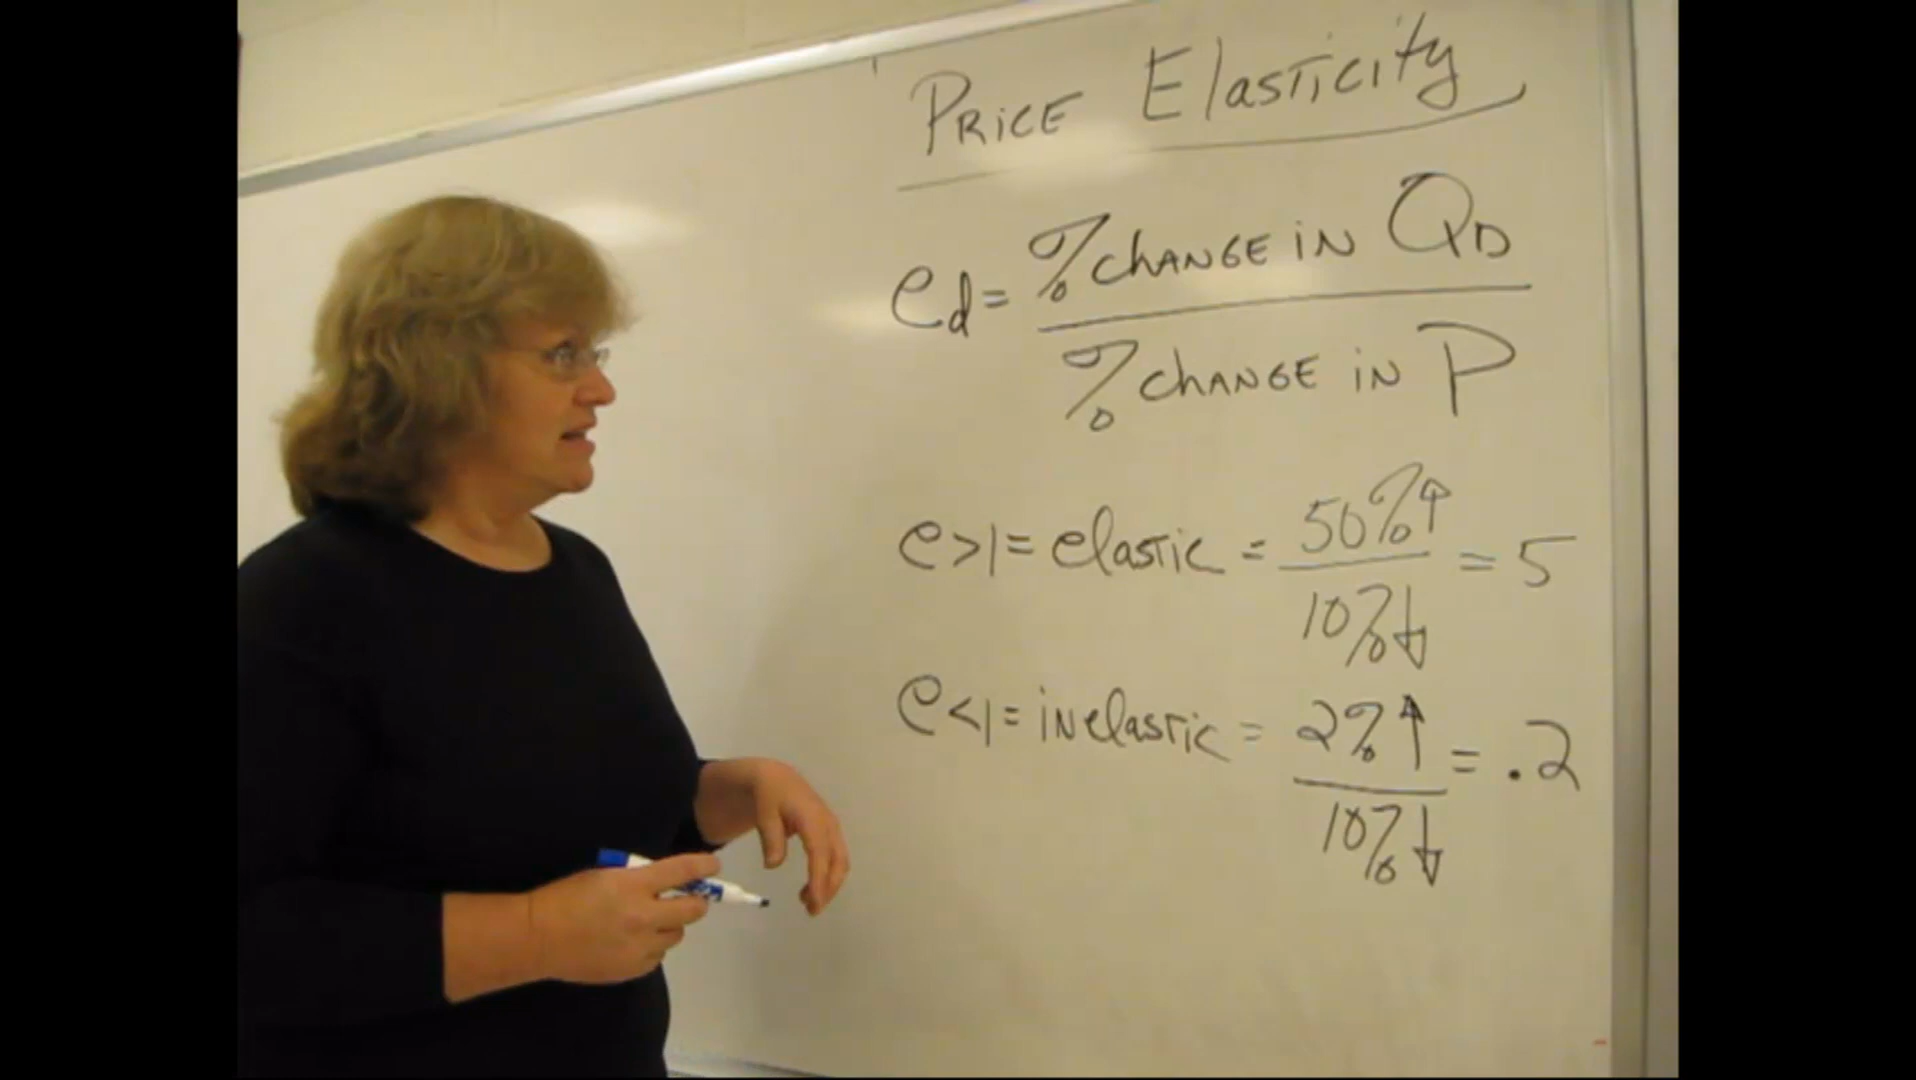 PRICE Elasticity
ed = % change in QD
% change in P
e>1 = elastic = 50%↑ = 5
10%↓
e<1 = inelastic = 2%↑ = .2
10%↓